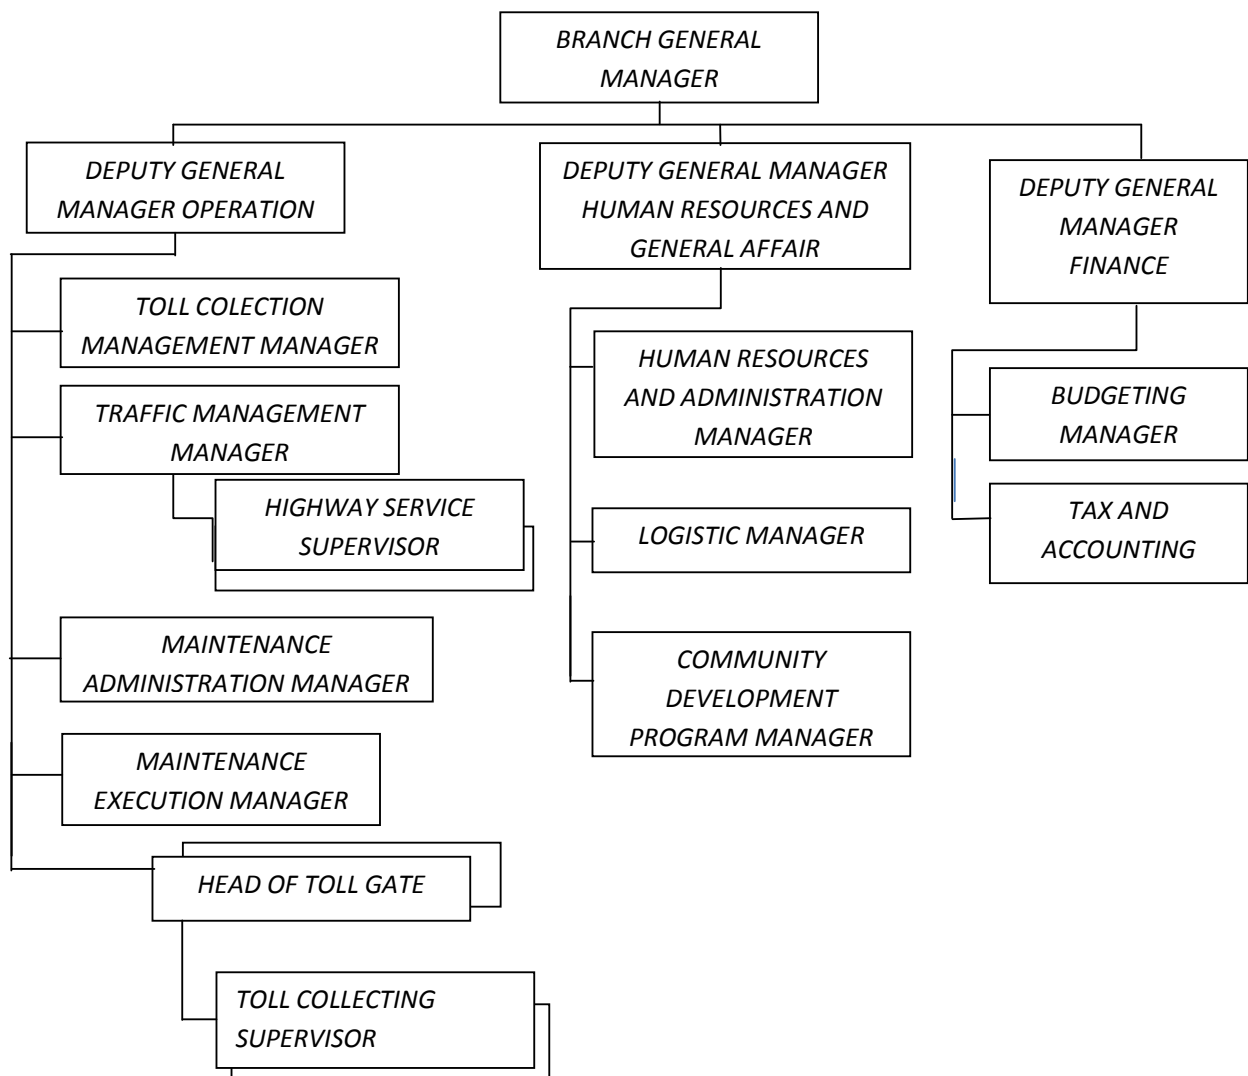 BRANCH GENERAL
MANAGER
DEPUTY GENERAL
MANAGER OPERATION
DEPUTY GENERAL MANAGER
HUMAN RESOURCES AND
GENERAL AFFAIR
DEPUTY GENERAL
MANAGER
FINANCE
TOLL COLECTION
MANAGEMENT MANAGER
TRAFFIC MANAGEMENT
MANAGER
HIGHWAY SERVICE
SUPERVISOR
MAINTENANCE
ADMINISTRATION MANAGER
MAINTENANCE
EXECUTION MANAGER
HEAD OF TOLL GATE
TOLL COLLECTING
SUPERVISOR
HUMAN RESOURCES
AND ADMINISTRATION
MANAGER
LOGISTIC MANAGER
COMMUNITY
DEVELOPMENT
PROGRAM MANAGER
BUDGETING
MANAGER
TAX AND
ACCOUNTING